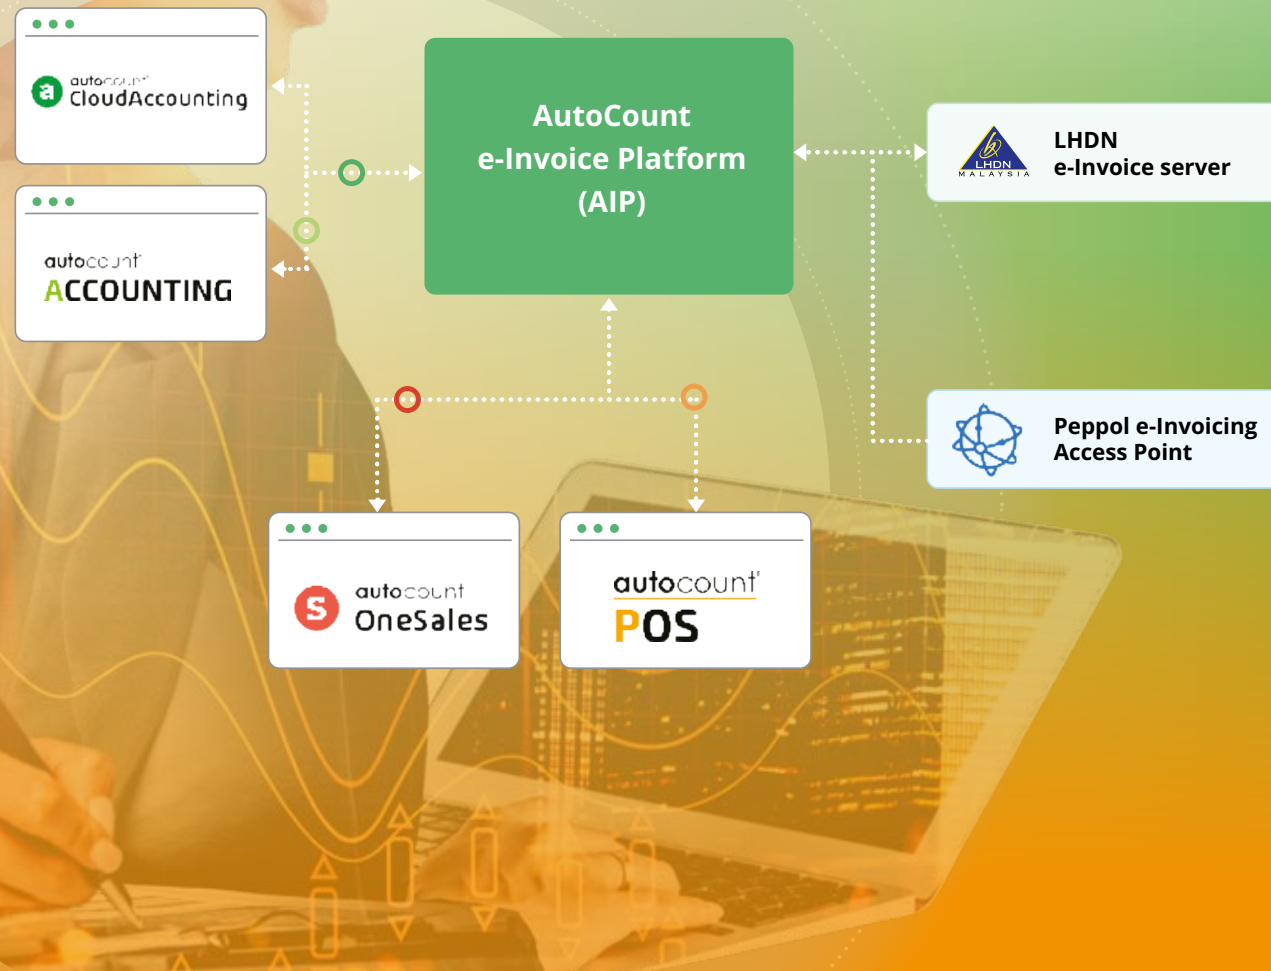 autocount
CloudAccounting
autocount
ACCOUNTING
AutoCount
e-Invoice Platform
(AIP)
LHDN
MALAYSIA
LHDN
e-Invoice server
Peppol e-Invoicing
Access Point
autocount
OneSales
autocount
POS